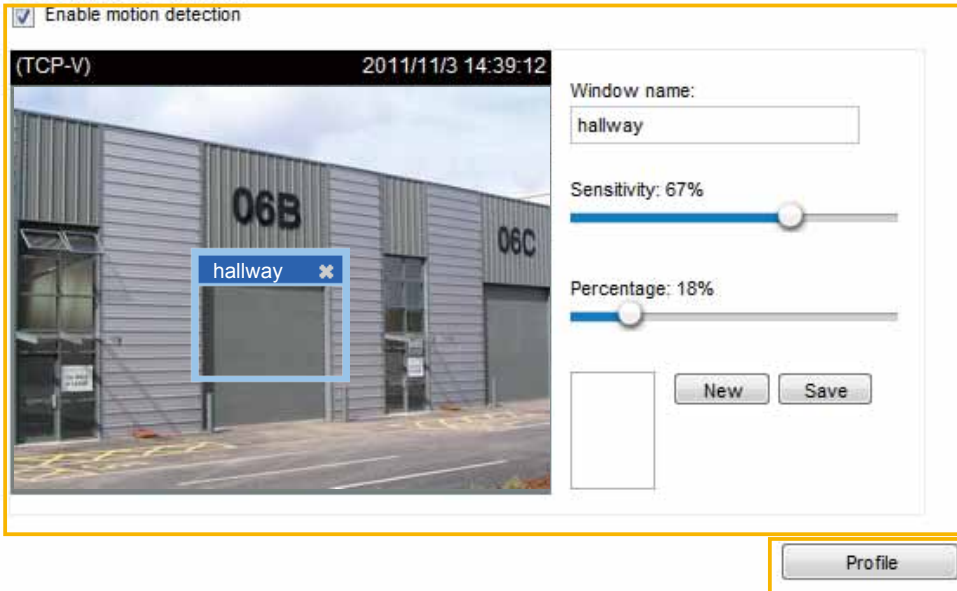 Enable motion detection
(TCP-V) 2011/11/3 14:39:12
Window name:
hallway
Sensitivity: 67%
06B
06C
hallway
Percentage: 18%
New Save
Profile